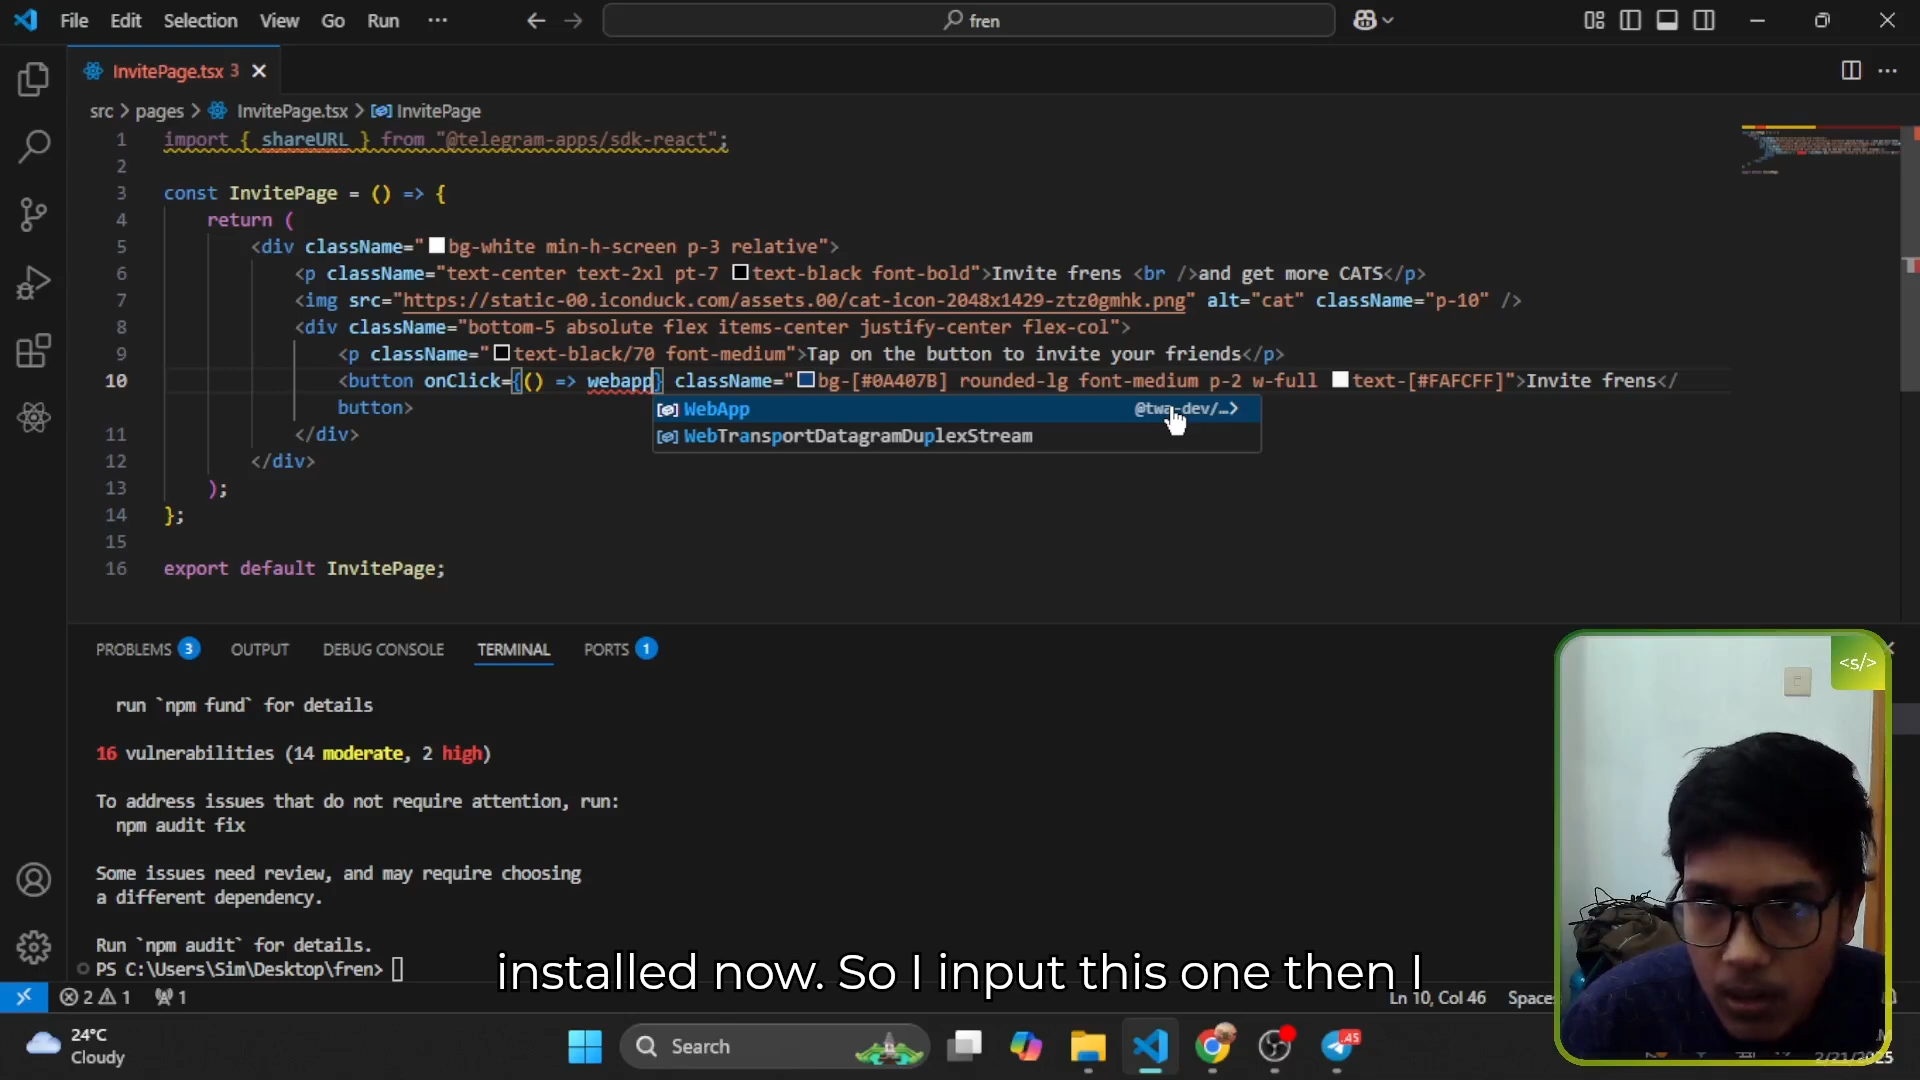 File Edit Selection View Go Run ··· fren
InvitePage.tsx 3
src > pages > InvitePage.tsx > InvitePage
1 import { shareURL } from "@telegram-apps/sdk-react";
2
3 const InvitePage = () => {
4 return (
5 <div className="bg-white min-h-screen p-3 relative">
6 <p className="text-center text-2xl pt-7 text-black font-bold">Invite frens <br />and get more CATS</p>
7 <img src="https://static-00.iconduck.com/assets.00/cat-icon-2048x1429-ztz0gmhk.png" alt="cat" className="p-10" />
8 <div className="bottom-5 absolute flex items-center justify-center flex-col">
9 <p className="text-black/70 font-medium">Tap on the button to invite your friends</p>
10 <button onClick={() => webapp} className="bg-[#0A407B] rounded-lg font-medium p-2 w-full text-[#FAFCFF]">Invite frens</
button>
WebApp @twa-dev/…>
WebTransportDatagramDuplexStream
11 </div>
12 </div>
13 );
14 };
15
16 export default InvitePage;
PROBLEMS 3 OUTPUT DEBUG CONSOLE TERMINAL PORTS 1
<s/>
run `npm fund` for details
16 vulnerabilities (14 moderate, 2 high)
To address issues that do not require attention, run:
npm audit fix
Some issues need review, and may require choosing
a different dependency.
Run `npm audit` for details.
PS C:\Users\Sim\Desktop\fren>
installed now. So I input this one then I
2 1 1 Ln 10, Col 46 Spaces
24°C
Cloudy
Search
45
2/21/2025